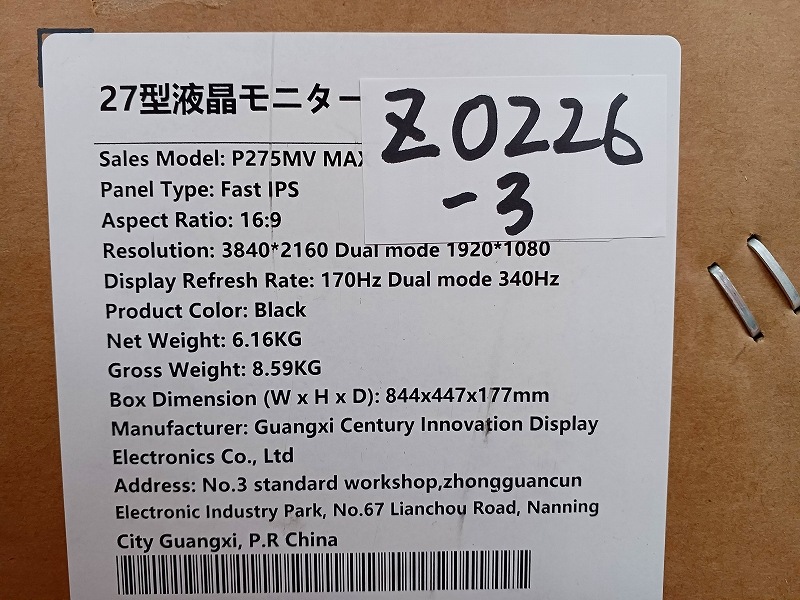 27型液晶モニター
Z0226
-3
Sales Model: P275MV MAX
Panel Type: Fast IPS
Aspect Ratio: 16:9
Resolution: 3840*2160 Dual mode 1920*1080
Display Refresh Rate: 170Hz Dual mode 340Hz
Product Color: Black
Net Weight: 6.16KG
Gross Weight: 8.59KG
Box Dimension (W x H x D): 844x447x177mm
Manufacturer: Guangxi Century Innovation Display
Electronics Co., Ltd
Address: No.3 standard workshop,zhongguancun
Electronic Industry Park, No.67 Lianchou Road, Nanning
City Guangxi, P.R China